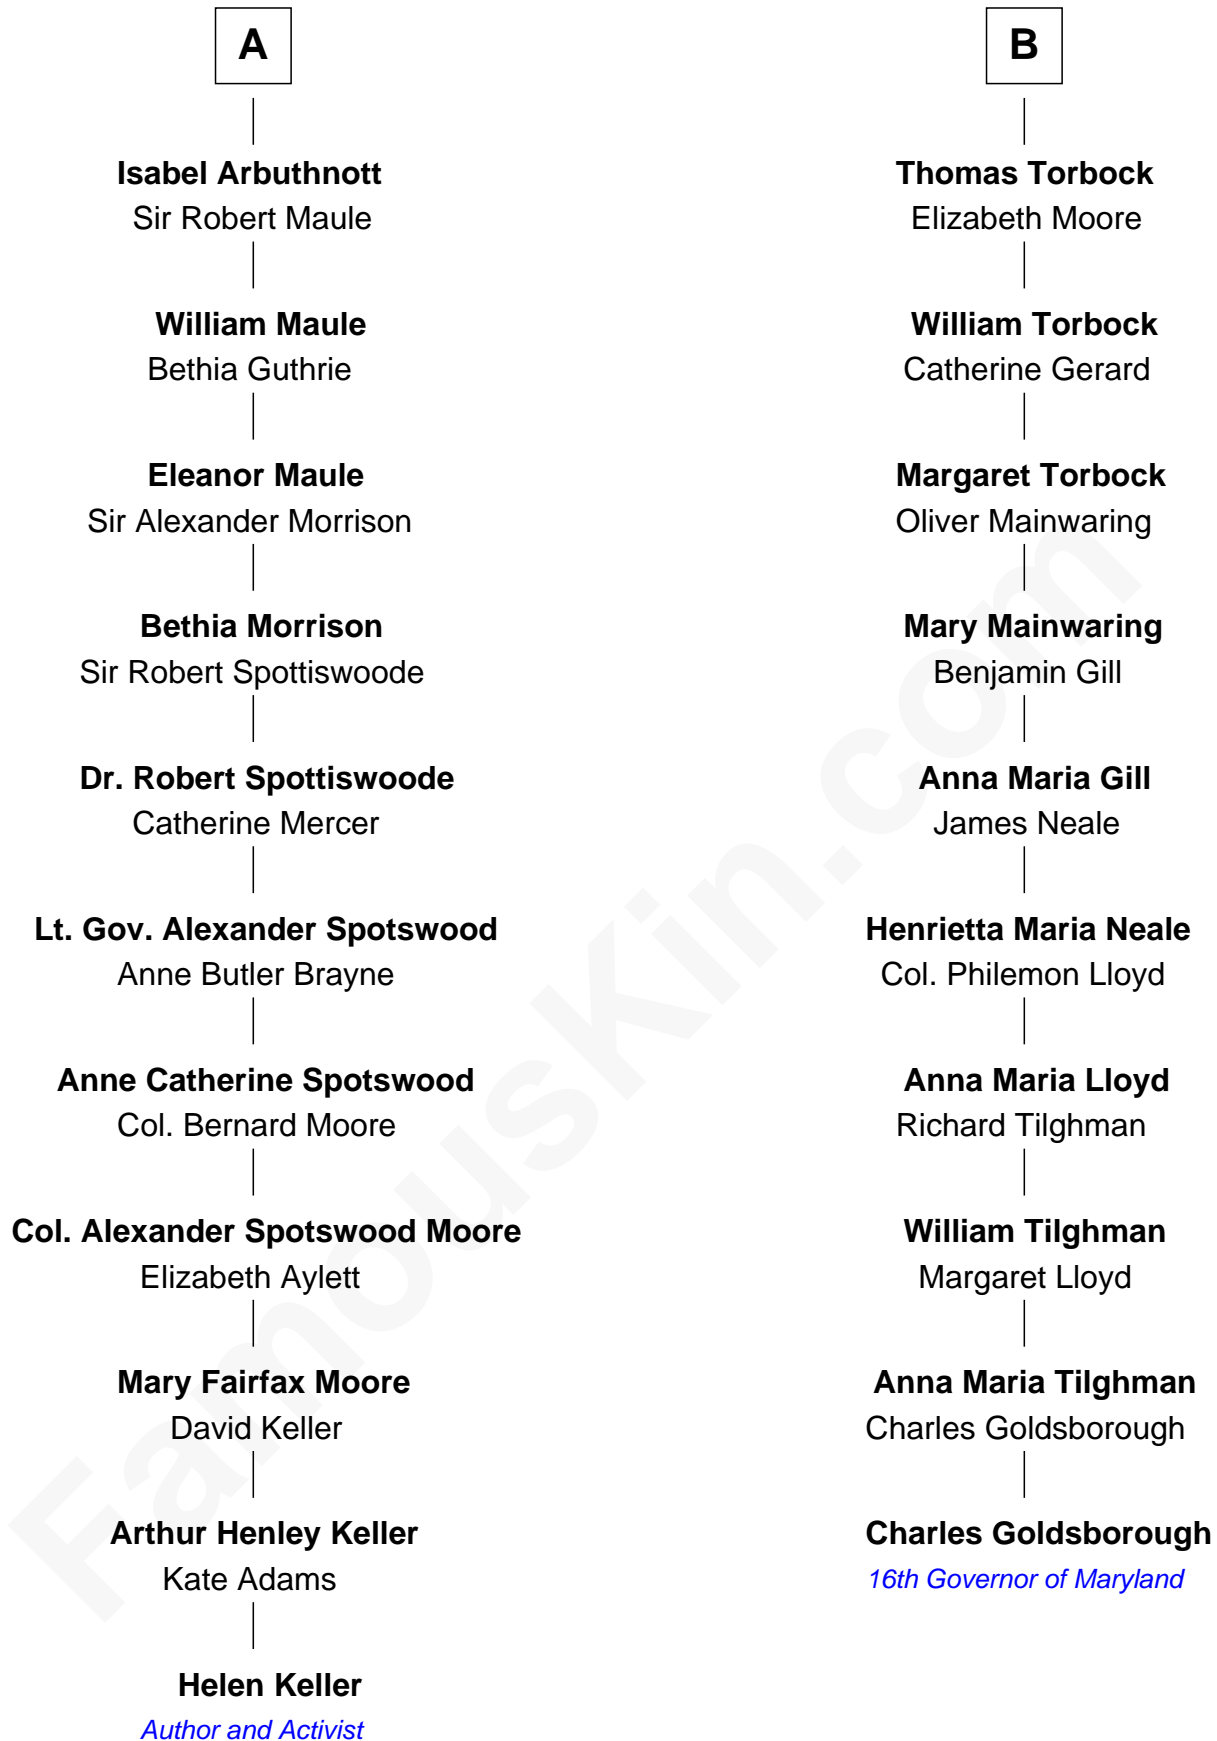 A
Isabel Arbuthnott
Sir Robert Maule
William Maule
Bethia Guthrie
Eleanor Maule
Sir Alexander Morrison
Bethia Morrison
Sir Robert Spottiswoode
Dr. Robert Spottiswoode
Catherine Mercer
Lt. Gov. Alexander Spotswood
Anne Butler Brayne
Anne Catherine Spotswood
Col. Bernard Moore
Col. Alexander Spotswood Moore
Elizabeth Aylett
Mary Fairfax Moore
David Keller
Arthur Henley Keller
Kate Adams
Helen Keller
Author and Activist
B
Thomas Torbock
Elizabeth Moore
William Torbock
Catherine Gerard
Margaret Torbock
Oliver Mainwaring
Mary Mainwaring
Benjamin Gill
Anna Maria Gill
James Neale
Henrietta Maria Neale
Col. Philemon Lloyd
Anna Maria Lloyd
Richard Tilghman
William Tilghman
Margaret Lloyd
Anna Maria Tilghman
Charles Goldsborough
Charles Goldsborough
16th Governor of Maryland
FamousKin.com